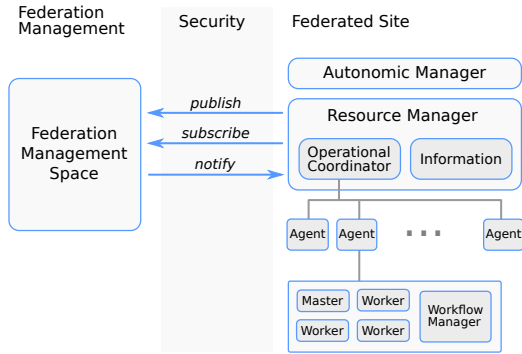 Federation
Management
Security
Federated Site
Autonomic Manager
publish
subscribe
notify
Federation
Management
Space
Resource Manager
Operational
Coordinator
Information
Agent
Agent
...
Agent
Master
Worker
Worker
Worker
Workflow
Manager